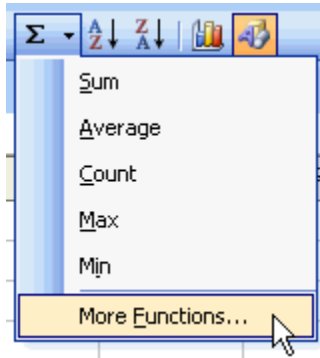 Σ
A
Z
Z
A
Sum
Average
Count
Max
Min
More Functions...